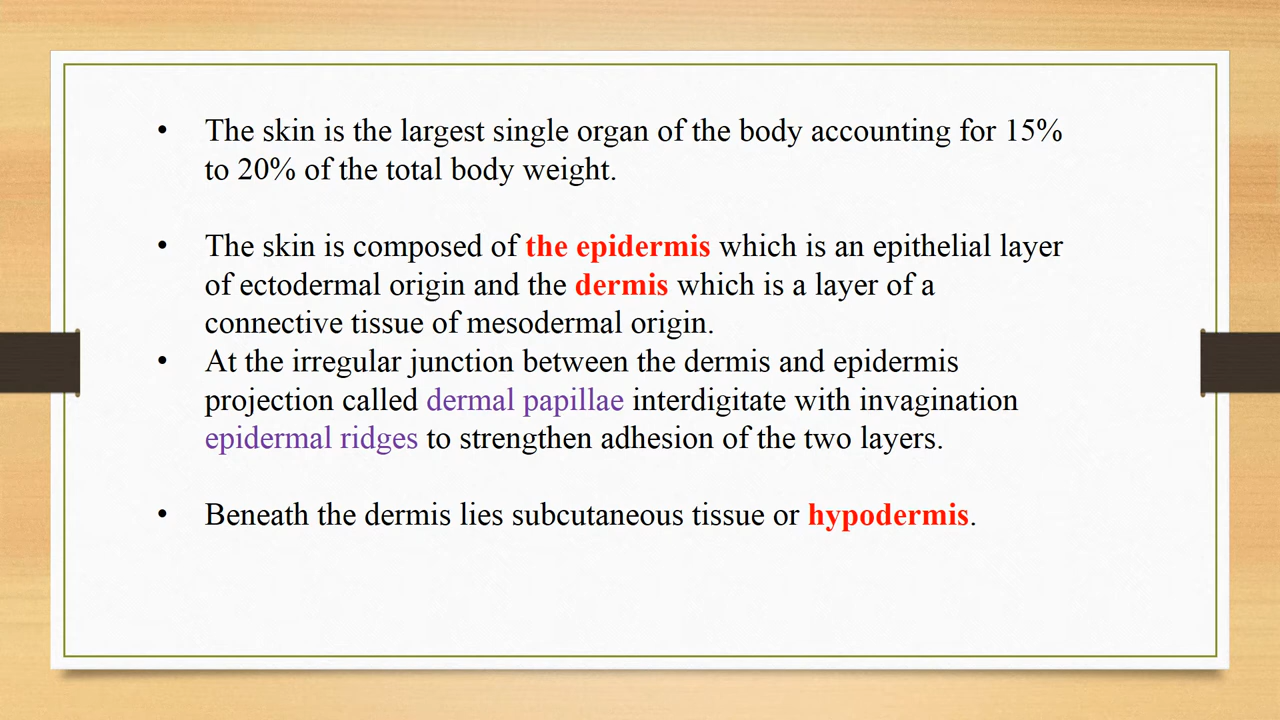 • The skin is the largest single organ of the body accounting for 15%
to 20% of the total body weight.
• The skin is composed of the epidermis which is an epithelial layer
of ectodermal origin and the dermis which is a layer of a
connective tissue of mesodermal origin.
• At the irregular junction between the dermis and epidermis
projection called dermal papillae interdigitate with invagination
epidermal ridges to strengthen adhesion of the two layers.
• Beneath the dermis lies subcutaneous tissue or hypodermis.